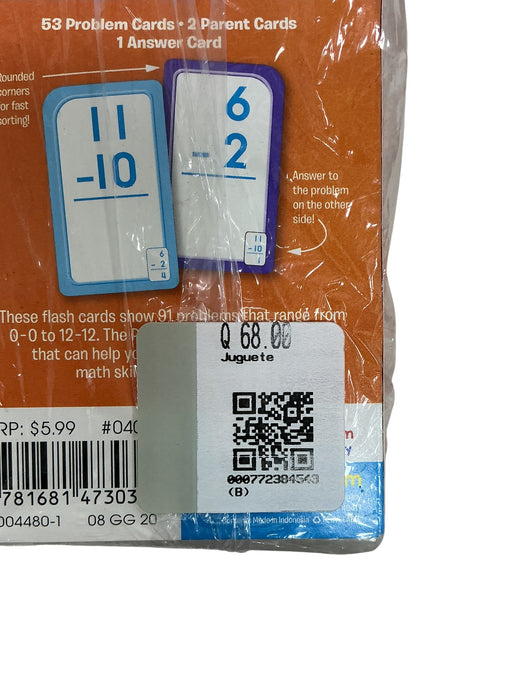 53 Problem Cards • 2 Parent Cards
1 Answer Card
Rounded
corners
for fast
sorting!
11
-10
6
- 2
4
6
- 2
11
- 10
1
Answer to
the problem
on the other
side!
These flash cards show 91 problems that range from
0-0 to 12-12. The
that can help
math
Q 68.00
Juguete
000772384543
(B)
RP: $5.99 #040
781681 47303
004480-1 08 GG 20
Made in Indonesia